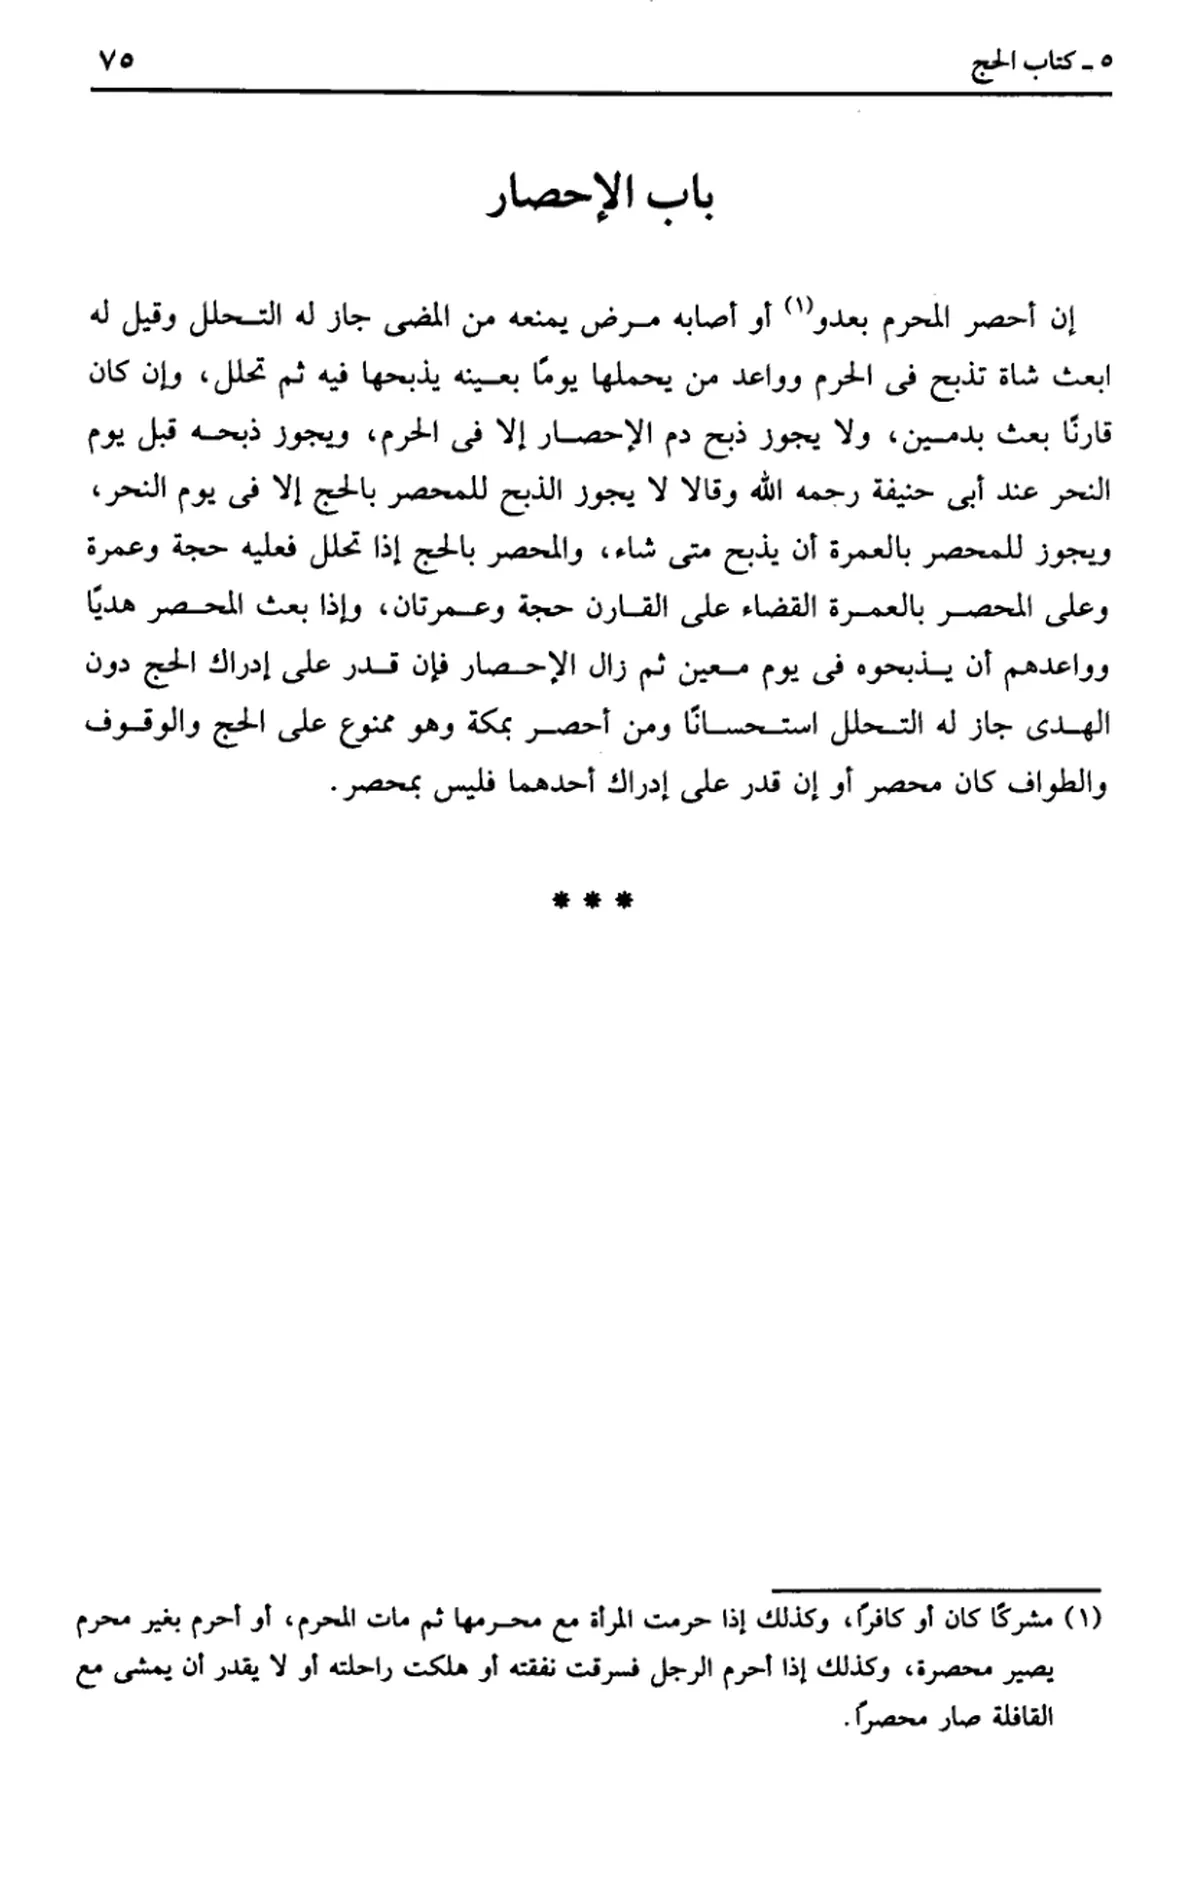 ٥ ـ كتاب الحج
٧٥
باب الإحصار
إن أحصر المحرم بعدو(١) أو أصابه مرض يمنعه من المضى جاز له التحلل وقيل له
ابعث شاة تذبح فى الحرم وواعد من يحملها يومًا بعينه يذبحها فيه ثم تحلل، وإن كان
قارنًا بعث بدمين، ولا يجوز ذبح دم الإحصار إلا فى الحرم، ويجوز ذبحه قبل يوم
النحر عند أبى حنيفة رحمه الله وقالا لا يجوز الذبح للمحصر بالحج إلا فى يوم النحر،
ويجوز للمحصر بالعمرة أن يذبح متى شاء، والمحصر بالحج إذا تحلل فعليه حجة وعمرة
وعلى المحصر بالعمرة القضاء على القارن حجة وعمرتان، وإذا بعث المحصر هديًا
وواعدهم أن يذبحوه فى يوم معين ثم زال الإحصار فإن قدر على إدراك الحج دون
الهدى جاز له التحلل استحسانًا ومن أحصر بمكة وهو ممنوع على الحج والوقوف
والطواف كان محصر أو إن قدر على إدراك أحدهما فليس بمحصر.
* * *
(١) مشركًا كان أو كافرًا، وكذلك إذا حرمت المرأة مع محرمها ثم مات المحرم، أو أحرم بغير محرم
يصير محصرة، وكذلك إذا أحرم الرجل فسرقت نفقته أو هلكت راحلته أو لا يقدر أن يمشى مع
القافلة صار محصرًا.